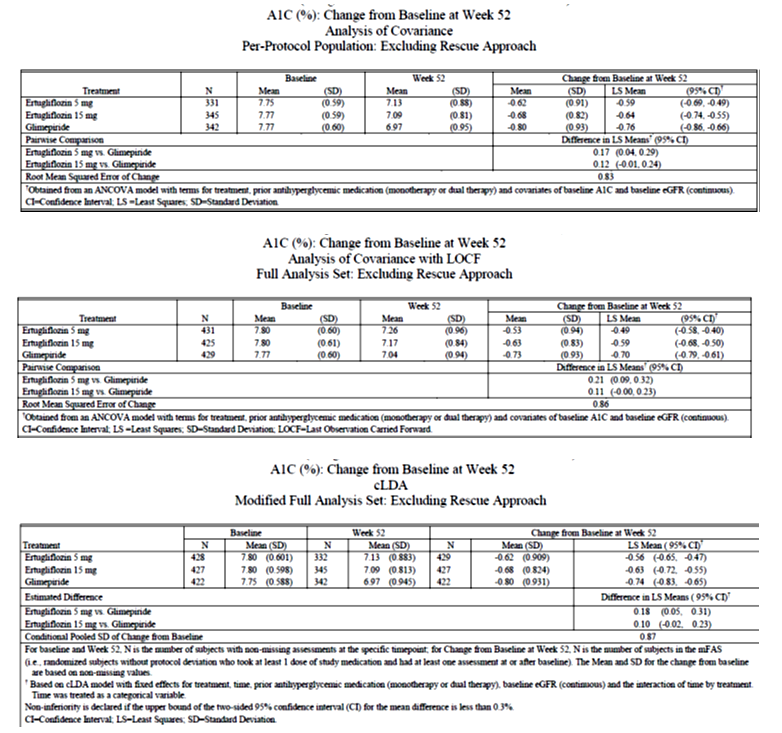 A1C (%): Change from Baseline at Week 52
Analysis of Covariance
Per-Protocol Population: Excluding Rescue Approach
Baseline Week 52 Change from Baseline at Week 52
Treatment N Mean (SD) Mean (SD) Mean (SD) LS Mean (95% CI)†
Ertugliflozin 5 mg 331 7.75 (0.59) 7.13 (0.88) -0.62 (0.91) -0.59 (-0.69, -0.49)
Ertugliflozin 15 mg 345 7.77 (0.59) 7.09 (0.81) -0.68 (0.82) -0.64 (-0.74, -0.55)
Glimepiride 342 7.77 (0.60) 6.97 (0.95) -0.80 (0.93) -0.76 (-0.86, -0.66)
Pairwise Comparison Difference in LS Means† (95% CI)
Ertugliflozin 5 mg vs. Glimepiride 0.17 (0.04, 0.29)
Ertugliflozin 15 mg vs. Glimepiride 0.12 (-0.01, 0.24)
Root Mean Squared Error of Change 0.83
†Obtained from an ANCOVA model with terms for treatment, prior antihyperglycemic medication (monotherapy or dual therapy) and covariates of baseline A1C and baseline eGFR (continuous).
CI=Confidence Interval; LS =Least Squares; SD=Standard Deviation.
A1C (%): Change from Baseline at Week 52
Analysis of Covariance with LOCF
Full Analysis Set: Excluding Rescue Approach
Baseline Week 52 Change from Baseline at Week 52
Treatment N Mean (SD) Mean (SD) Mean (SD) LS Mean (95% CI)†
Ertugliflozin 5 mg 431 7.80 (0.60) 7.26 (0.96) -0.53 (0.94) -0.49 (-0.58, -0.40)
Ertugliflozin 15 mg 425 7.80 (0.61) 7.17 (0.84) -0.63 (0.83) -0.59 (-0.68, -0.50)
Glimepiride 429 7.77 (0.60) 7.04 (0.94) -0.73 (0.93) -0.70 (-0.79, -0.61)
Pairwise Comparison Difference in LS Means† (95% CI)
Ertugliflozin 5 mg vs. Glimepiride 0.21 (0.09, 0.32)
Ertugliflozin 15 mg vs. Glimepiride 0.11 (-0.00, 0.23)
Root Mean Squared Error of Change 0.86
†Obtained from an ANCOVA model with terms for treatment, prior antihyperglycemic medication (monotherapy or dual therapy) and covariates of baseline A1C and baseline eGFR (continuous).
CI=Confidence Interval; LS =Least Squares; SD=Standard Deviation; LOCF=Last Observation Carried Forward.
A1C (%): Change from Baseline at Week 52
cLDA
Modified Full Analysis Set: Excluding Rescue Approach
Baseline Week 52 Change from Baseline at Week 52
Treatment N Mean (SD) N Mean (SD) N Mean (SD) LS Mean ( 95% CI)†
Ertugliflozin 5 mg 428 7.80 (0.601) 332 7.13 (0.883) 429 -0.62 (0.909) -0.56 (-0.65, -0.47)
Ertugliflozin 15 mg 427 7.80 (0.598) 345 7.09 (0.813) 427 -0.68 (0.824) -0.63 (-0.72, -0.55)
Glimepiride 422 7.75 (0.588) 342 6.97 (0.945) 422 -0.80 (0.931) -0.74 (-0.83, -0.65)
Estimated Difference Difference in LS Means ( 95% CI)†
Ertugliflozin 5 mg vs. Glimepiride 0.18 (0.05, 0.31)
Ertugliflozin 15 mg vs. Glimepiride 0.10 (-0.02, 0.23)
Conditional Pooled SD of Change from Baseline 0.87
For baseline and Week 52, N is the number of subjects with non-missing assessments at the specific timepoint; for Change from Baseline at Week 52, N is the number of subjects in the mFAS
(i.e., randomized subjects without protocol deviation who took at least 1 dose of study medication and had at least one assessment at or after baseline). The Mean and SD for the change from baseline
are based on non-missing values.
† Based on cLDA model with fixed effects for treatment, time, prior antihyperglycemic medication (monotherapy or dual therapy), baseline eGFR (continuous) and the interaction of time by treatment.
Time was treated as a categorical variable.
Non-inferiority is declared if the upper bound of the two-sided 95% confidence interval (CI) for the mean difference is less than 0.3%.
CI=Confidence Interval; LS=Least Squares; SD=Standard Deviation.